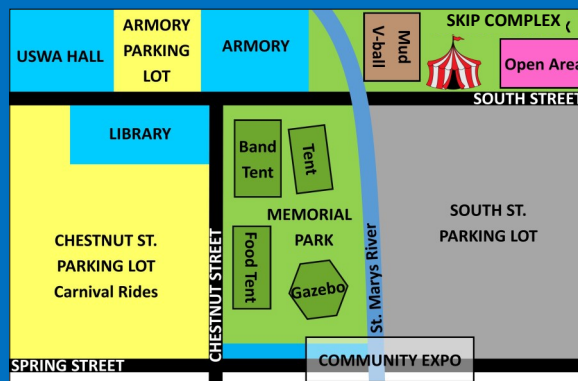 USWA HALL
ARMORY
PARKING
LOT
ARMORY
Mud
V-ball
SKIP COMPLEX (
Open Area
SOUTH STREET
LIBRARY
Band
Tent
Tent
MEMORIAL
PARK
Food Tent
Gazebo
CHESTNUT ST.
PARKING LOT
Carnival Rides
CHESTNUT STREET
St. Marys River
SOUTH ST.
PARKING LOT
SPRING STREET
COMMUNITY EXPO